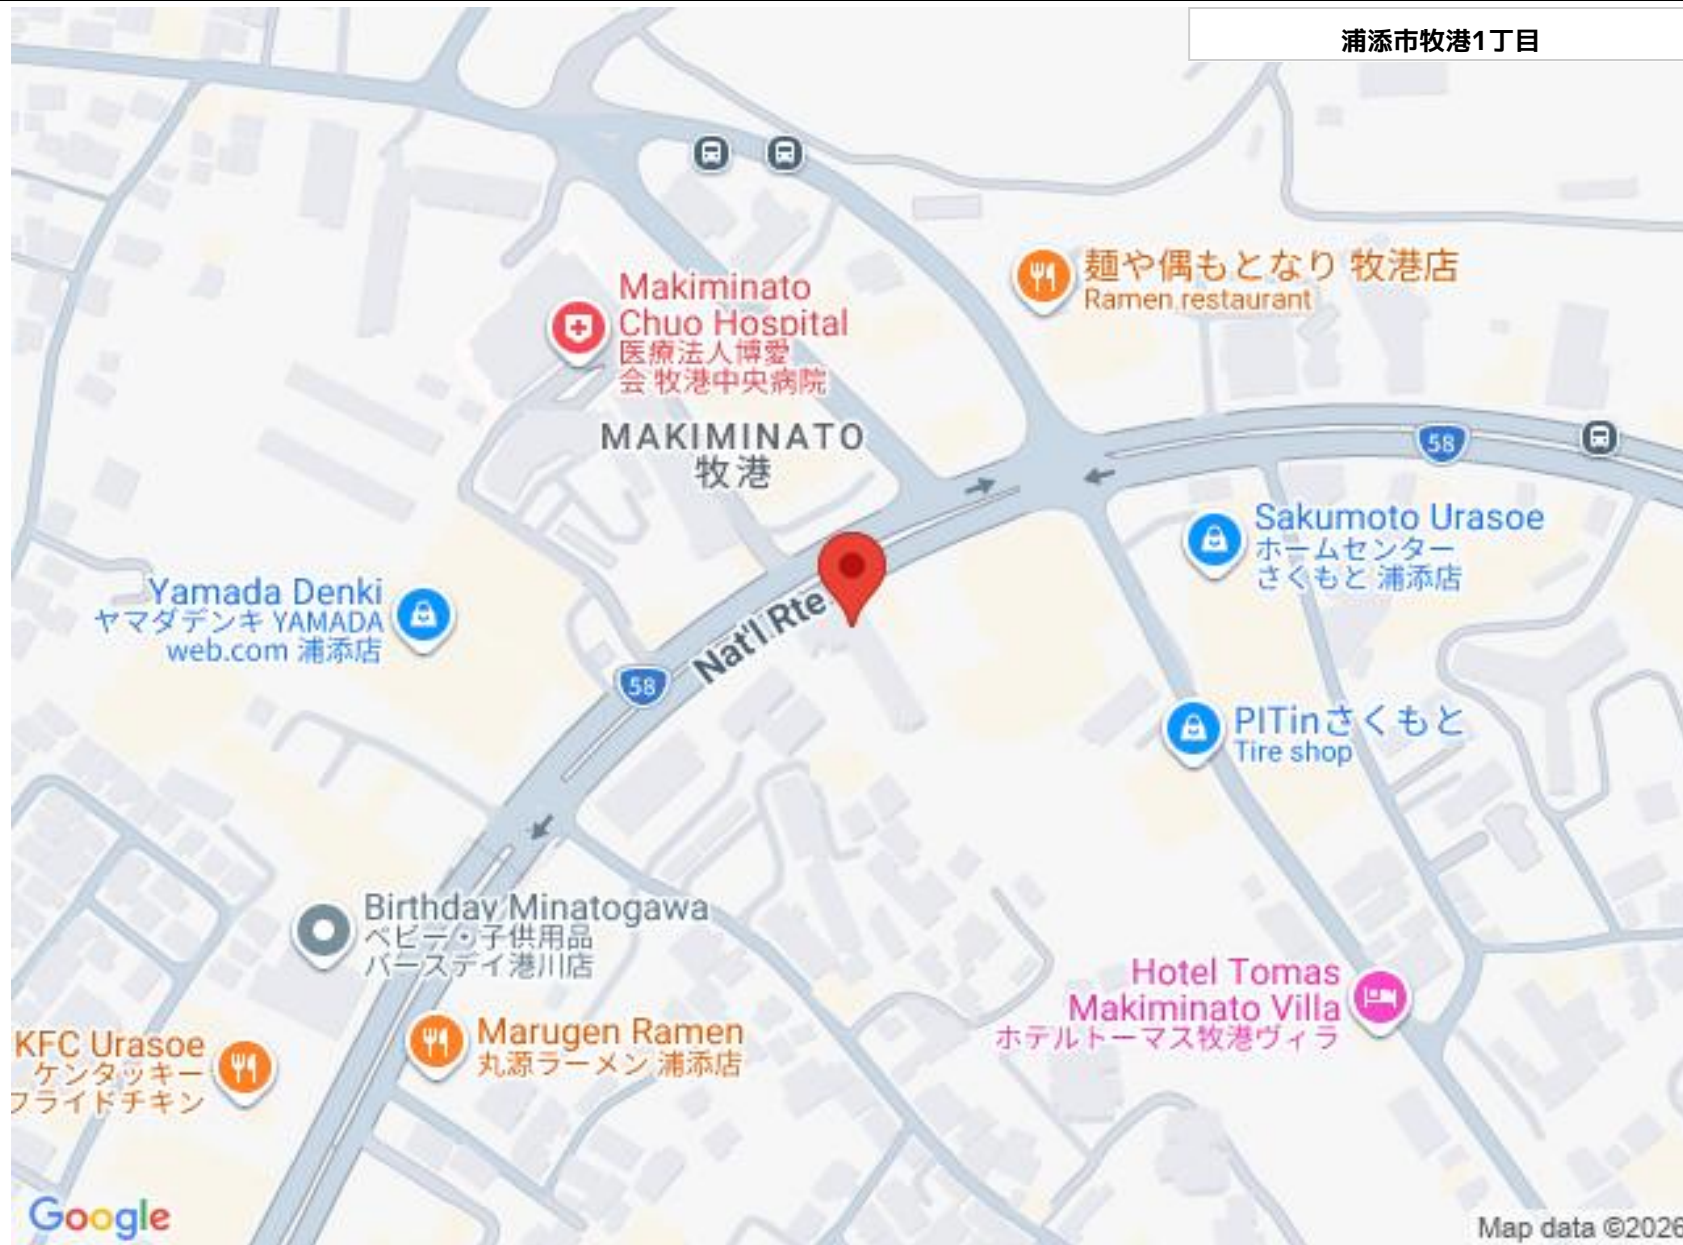 浦添市牧港1丁目
麺や偶もとなり 牧港店
Ramen restaurant
Makiminato
Chuo Hospital
医療法人博愛
会 牧港中央病院
MAKIMINATO
牧港
58
Sakumoto Urasoe
ホームセンター
さくもと 浦添店
Yamada Denki
ヤマダデンキ YAMADA
web.com 浦添店
Nat'l Rte
58
PITinさくもと
Tire shop
Birthday Minatogawa
ベビー・子供用品
バースデイ港川店
Hotel Tomas
Makiminato Villa
ホテルトーマス牧港ヴィラ
Marugen Ramen
丸源ラーメン 浦添店
KFC Urasoe
ケンタッキー
フライドチキン
Google
Map data ©2026